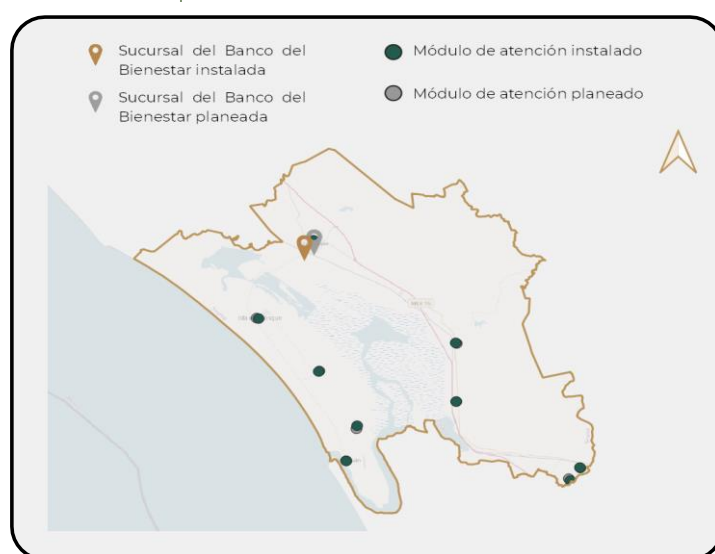 Sucursal del Banco del
Bienestar instalada
Sucursal del Banco del
Bienestar planeada
Módulo de atención instalado
Módulo de atención planeado